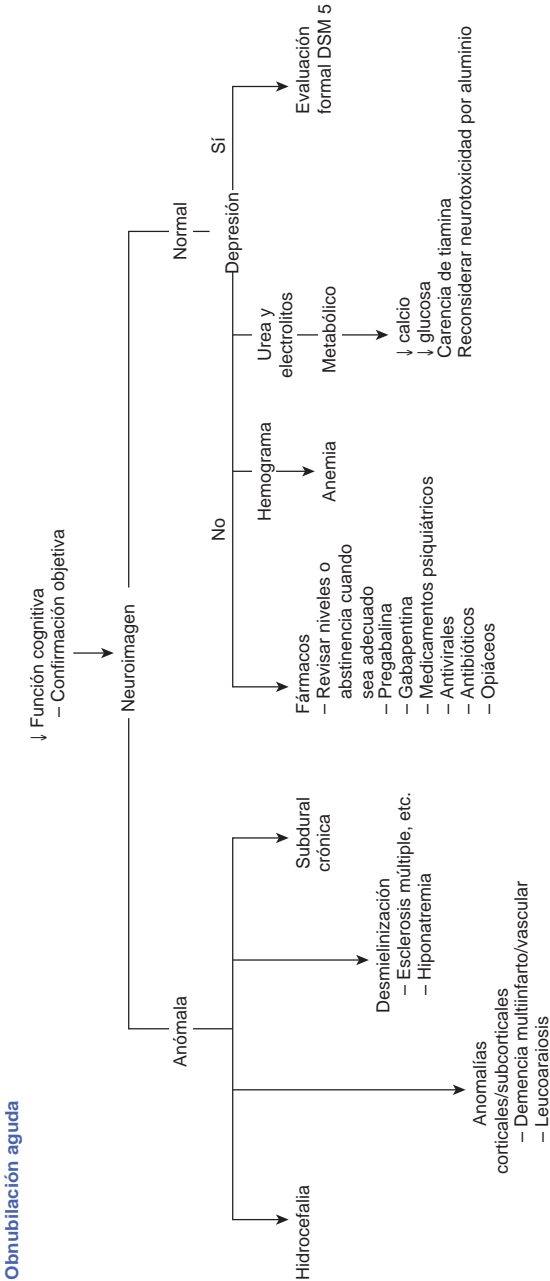 Obnubilación aguda
↓ Función cognitiva
– Confirmación objetiva
Neuroimagen
Anómala
Normal
Hidrocefalia
Anomalías
corticales/subcorticales
– Demencia multiinfarto/vascular
– Leucoaraiosis
Desmielinización
– Esclerosis múltiple, etc.
– Hiponatremia
Subdural
crónica
Depresión
No
Sí
Fármacos
– Revisar niveles o
abstinencia cuando
sea adecuado
– Pregabalina
– Gabapentina
– Medicamentos psiquiátricos
– Antivirales
– Antibióticos
– Opiáceos
Hemograma
Anemia
Urea y
electrolitos
Metabólico
↓ calcio
↓ glucosa
Carencia de tiamina
Reconsiderar neurotoxicidad por aluminio
Evaluación
formal DSM 5